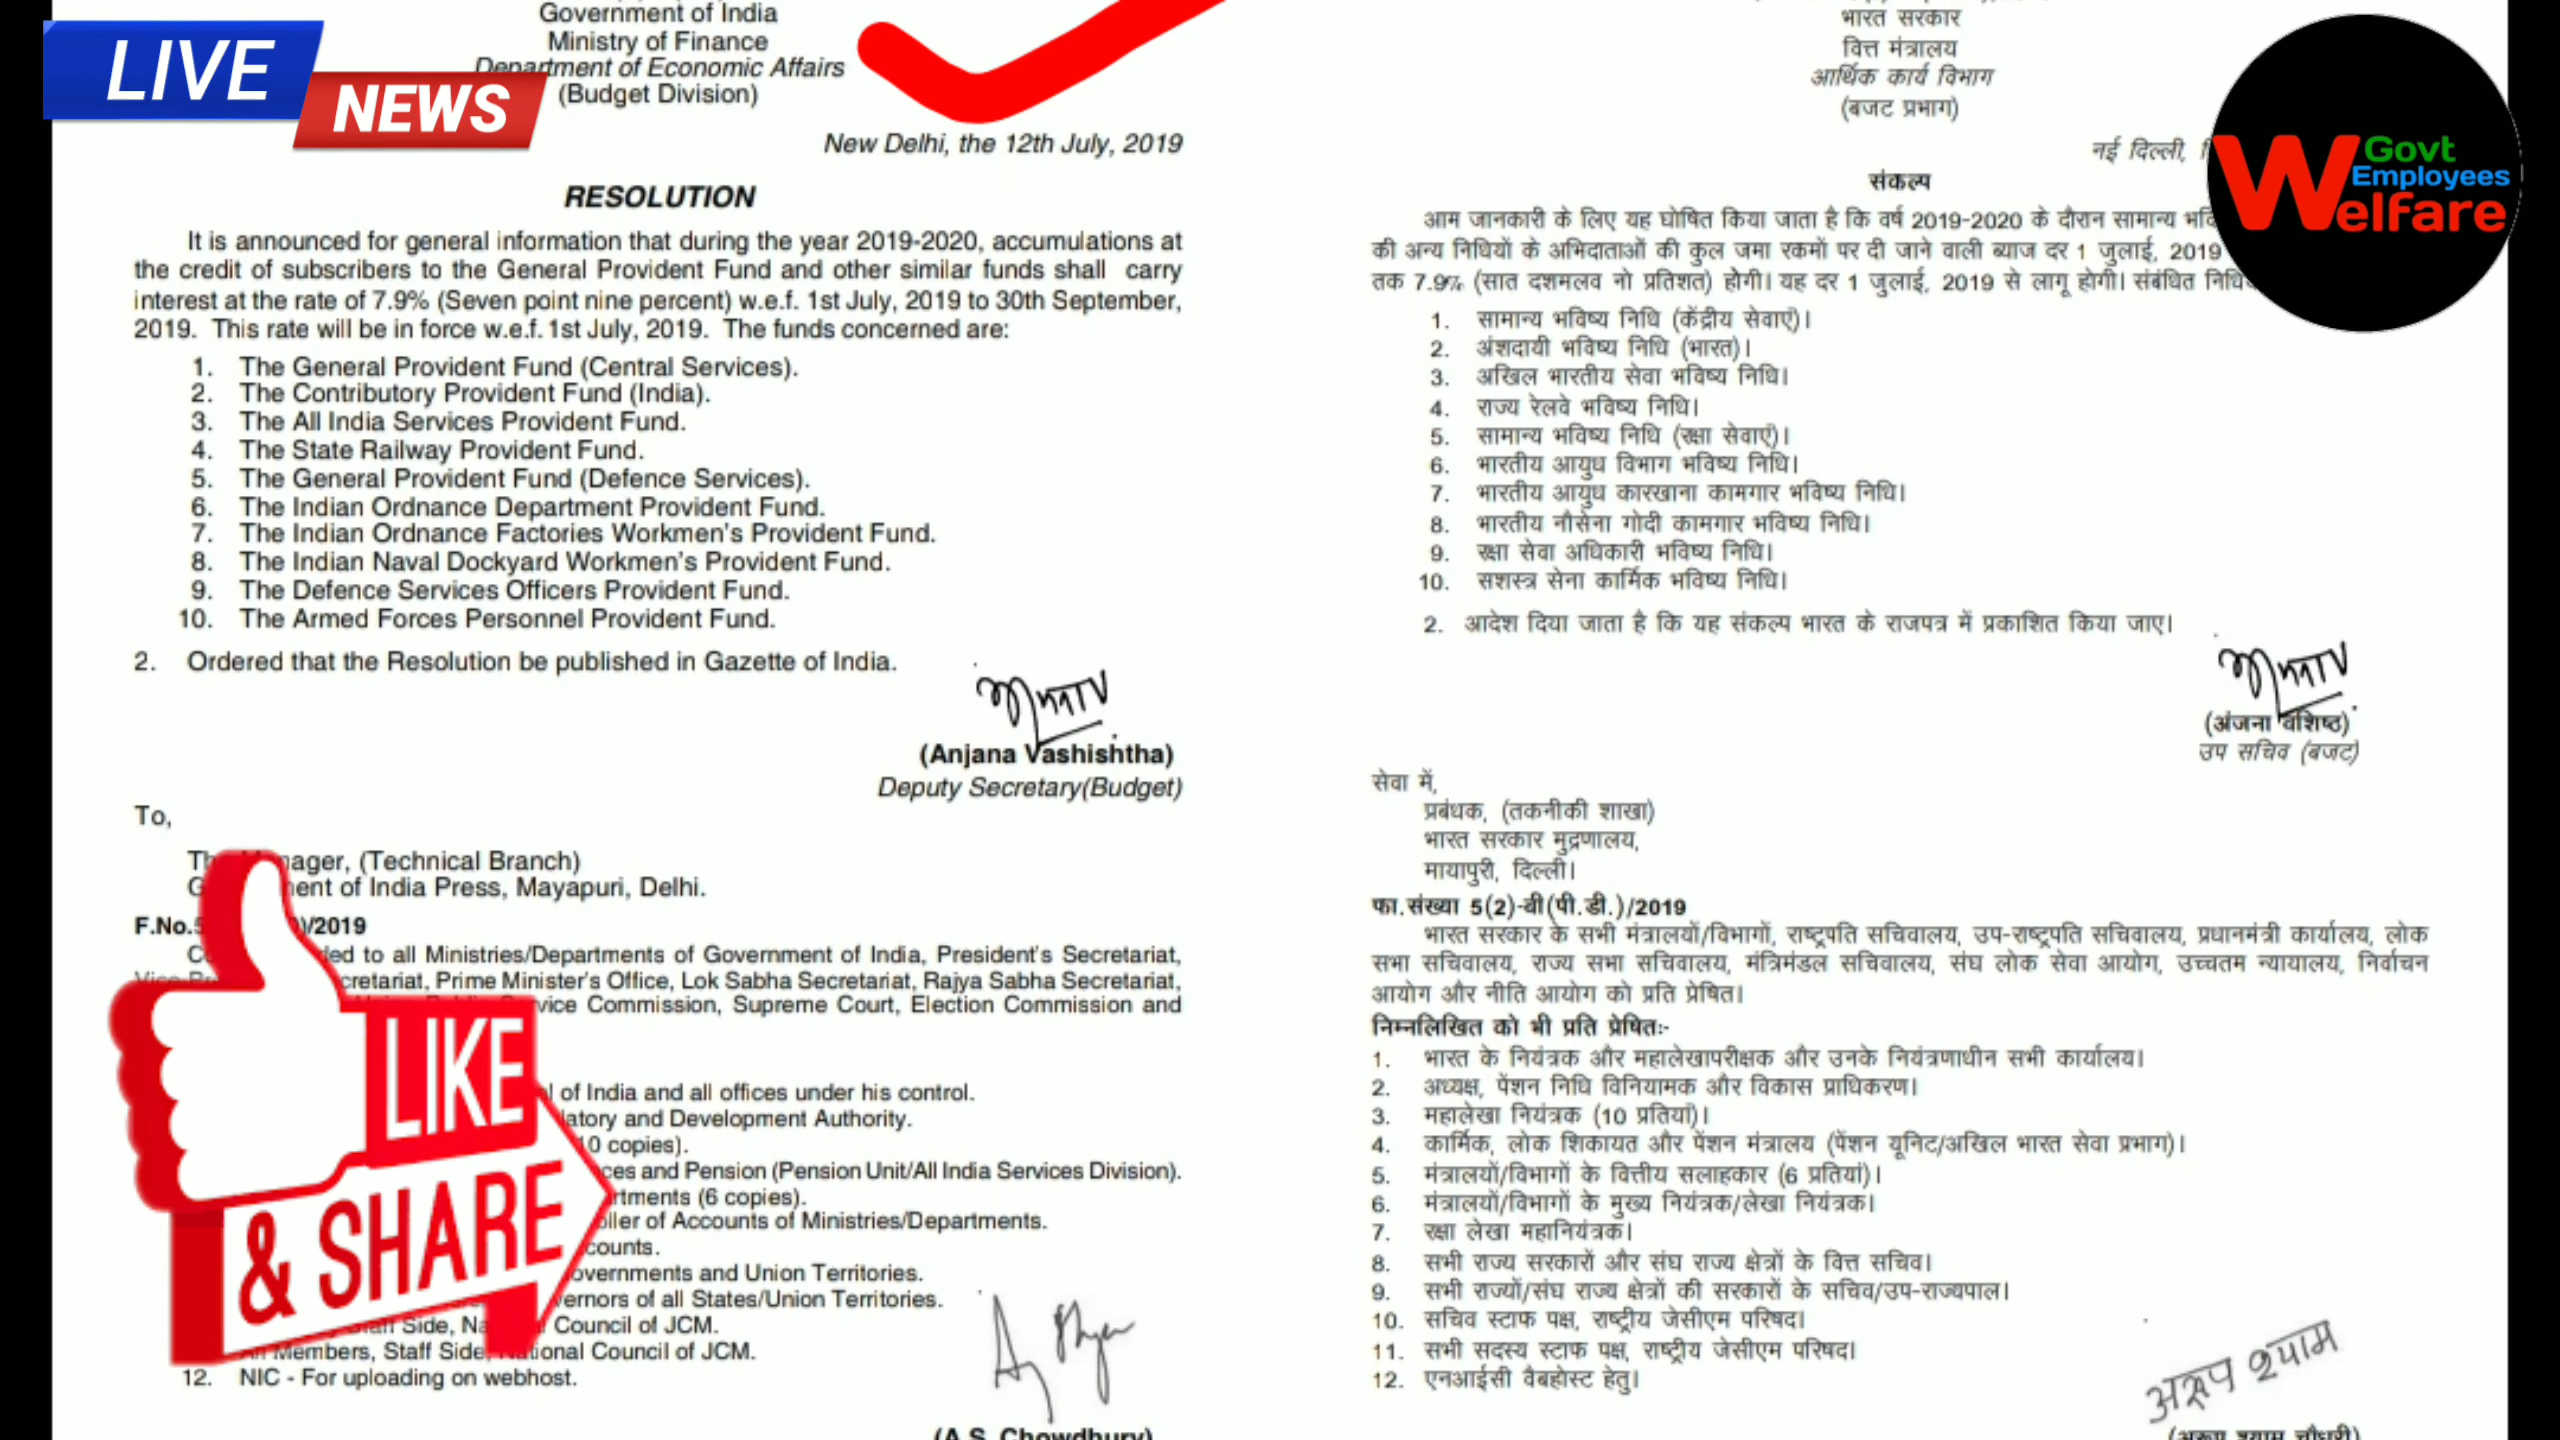 LIVE
NEWS
Government of India
Ministry of Finance
Department of Economic Affairs
(Budget Division)
New Delhi, the 12th July, 2019
RESOLUTION
It is announced for general information that during the year 2019-2020, accumulations at
the credit of subscribers to the General Provident Fund and other similar funds shall carry
interest at the rate of 7.9% (Seven point nine percent) w.e.f. 1st July, 2019 to 30th September,
2019. This rate will be in force w.e.f. 1st July, 2019. The funds concerned are:
1. The General Provident Fund (Central Services).
2. The Contributory Provident Fund (India).
3. The All India Services Provident Fund.
4. The State Railway Provident Fund.
5. The General Provident Fund (Defence Services).
6. The Indian Ordnance Department Provident Fund.
7. The Indian Ordnance Factories Workmen's Provident Fund.
8. The Indian Naval Dockyard Workmen's Provident Fund.
9. The Defence Services Officers Provident Fund.
10. The Armed Forces Personnel Provident Fund.
2. Ordered that the Resolution be published in Gazette of India.
(Anjana Vashishtha)
Deputy Secretary(Budget)
To,
(Technical Branch)
of India Press, Mayapuri, Delhi.
F.No. /2019
to all Ministries/Departments of Government of India, President's Secretariat,
Prime Minister's Office, Lok Sabha Secretariat, Rajya Sabha Secretariat,
Commission, Supreme Court, Election Commission and
of India and all offices under his control.
and Development Authority.
copies).
and Pension (Pension Unit/All India Services Division).
(6 copies).
of Accounts of Ministries/Departments.
and Union Territories.
of all States/Union Territories.
Side, Council of JCM.
Members, Staff Side, Council of JCM.
12. NIC - For uploading on webhost.
(A.S. Chowdhury)
LIKE
& SHARE
भारत सरकार
वित्त मंत्रालय
आर्थिक कार्य विभाग
(बजट प्रभाग)
नई दिल्ली,
संकल्प
आम जानकारी के लिए यह घोषित किया जाता है कि वर्ष 2019-2020 के दौरान सामान्य
की अन्य निधियों के अभिदाताओं की कुल जमा रकमों पर दी जाने वाली ब्याज दर 1 जुलाई, 2019
तक 7.9% (सात दशमलव नो प्रतिशत) होगी। यह दर 1 जुलाई, 2019 से लागू होगी। संबंधित
1. सामान्य भविष्य निधि (केंद्रीय सेवाएं)।
2. अंशदायी भविष्य निधि (भारत)।
3. अखिल भारतीय सेवा भविष्य निधि।
4. राज्य रेलवे भविष्य निधि।
5. सामान्य भविष्य निधि (रक्षा सेवाएं)।
6. भारतीय आयुध विभाग भविष्य निधि।
7. भारतीय आयुध कारखाना कामगार भविष्य निधि।
8. भारतीय नौसेना गोदी कामगार भविष्य निधि।
9. रक्षा सेवा अधिकारी भविष्य निधि।
10. सशस्त्र सेना कार्मिक भविष्य निधि।
2. आदेश दिया जाता है कि यह संकल्प भारत के राजपत्र में प्रकाशित किया जाए।
(अंजना वशिष्ठ)
उप सचिव (बजट)
सेवा में,
प्रबंधक, (तकनीकी शाखा)
भारत सरकार मुद्रणालय,
मायापुरी, दिल्ली।
फा.संख्या 5(2)-बी(पी.डी.)/2019
भारत सरकार के सभी मंत्रालयों/विभागों, राष्ट्रपति सचिवालय, उप-राष्ट्रपति सचिवालय, प्रधानमंत्री कार्यालय, लोक
सभा सचिवालय, राज्य सभा सचिवालय, मंत्रिमंडल सचिवालय, संघ लोक सेवा आयोग, उच्चतम न्यायालय, निर्वाचन
आयोग और नीति आयोग को प्रति प्रेषित।
निम्नलिखित को भी प्रति प्रेषितः-
1. भारत के नियंत्रक और महालेखापरीक्षक और उनके नियंत्रणाधीन सभी कार्यालय।
2. अध्यक्ष, पेंशन निधि विनियामक और विकास प्राधिकरण।
3. महालेखा नियंत्रक (10 प्रतियां)।
4. कार्मिक, लोक शिकायत और पेंशन मंत्रालय (पेंशन यूनिट/अखिल भारत सेवा प्रभाग)।
5. मंत्रालयों/विभागों के वित्तीय सलाहकार (6 प्रतियां)।
6. मंत्रालयों/विभागों के मुख्य नियंत्रक/लेखा नियंत्रक।
7. रक्षा लेखा महानियंत्रक।
8. सभी राज्य सरकारों और संघ राज्य क्षेत्रों के वित्त सचिव।
9. सभी राज्यों/संघ राज्य क्षेत्रों की सरकारों के सचिव/उप-राज्यपाल।
10. सचिव स्टाफ पक्ष, राष्ट्रीय जेसीएम परिषद।
11. सभी सदस्य स्टाफ पक्ष, राष्ट्रीय जेसीएम परिषद।
12. एनआईसी वैबहोस्ट हेतु।
अरूप श्याम
(अरूप श्याम चौधरी)
Govt
Employees
Welfare